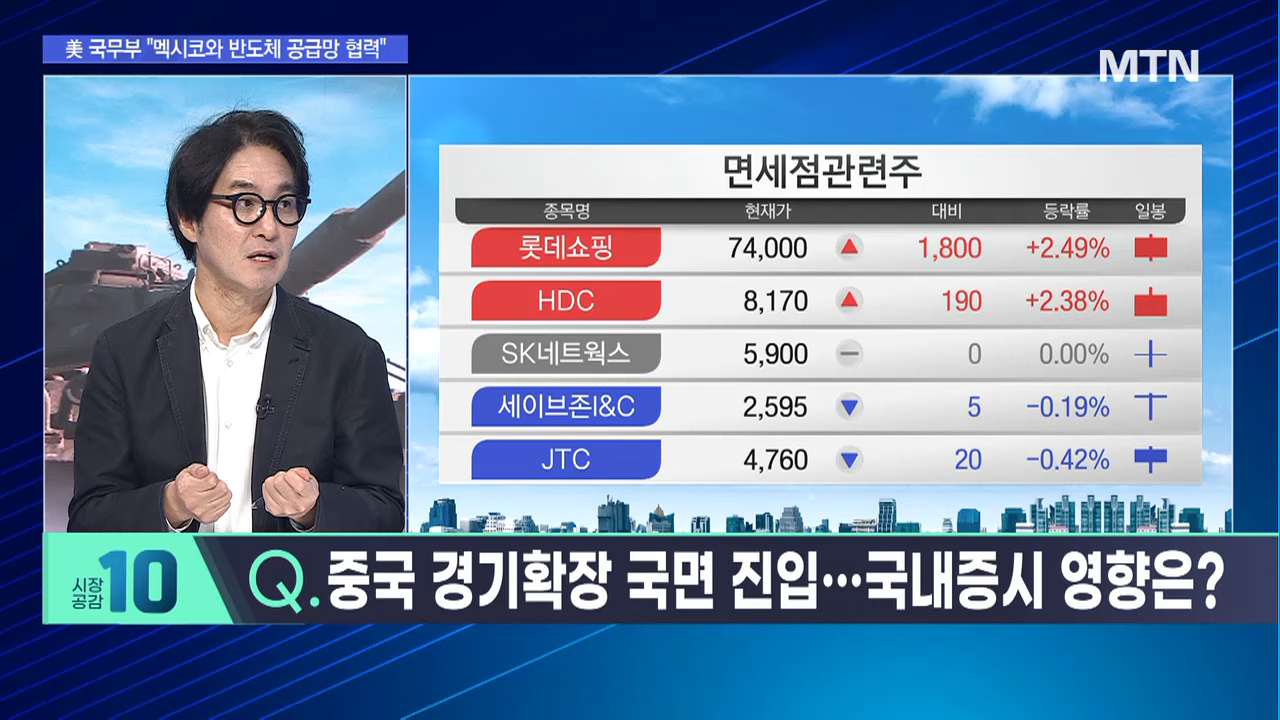 美 국무부 "멕시코와 반도체 공급망 협력"
MTN
면세점관련주
종목명 현재가 대비 등락률 일봉
롯데쇼핑 74,000 ▲ 1,800 +2.49%
HDC 8,170 ▲ 190 +2.38%
SK네트웍스 5,900 − 0 0.00%
세이브존I&C 2,595 ▼ 5 −0.19%
JTC 4,760 ▼ 20 −0.42%
시장공감 10
Q. 중국 경기확장 국면 진입…국내증시 영향은?